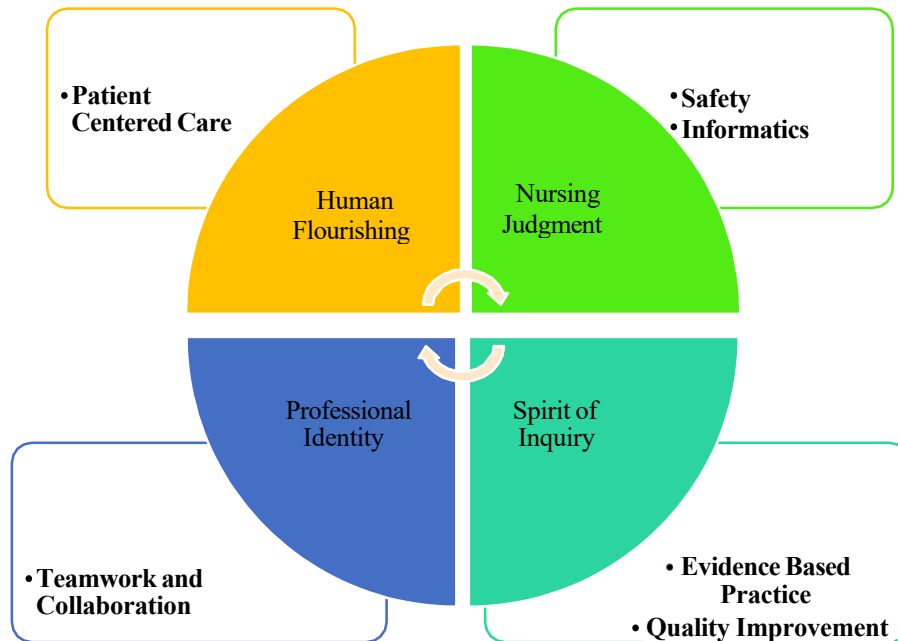 • Patient
Centered Care
• Safety
• Informatics
Human
Flourishing
Nursing
Judgment
Professional
Identity
Spirit of
Inquiry
• Teamwork and
Collaboration
• Evidence Based
Practice
• Quality Improvement